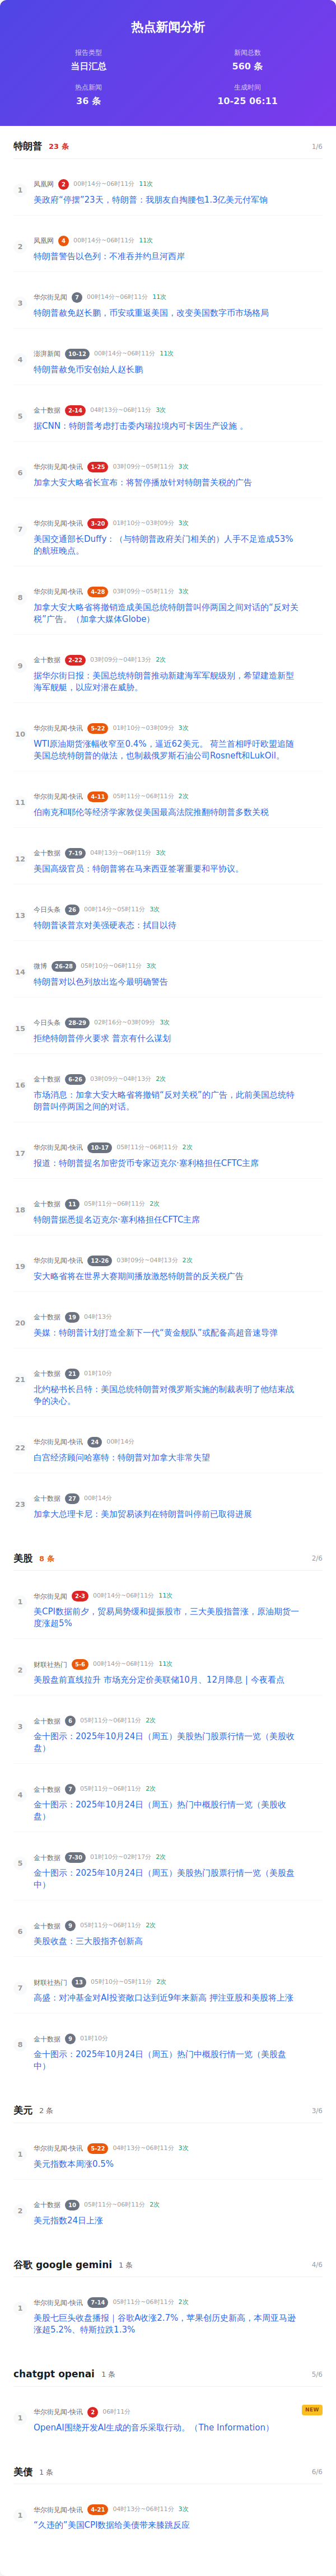 热点新闻分析
报告类型
当日汇总
新闻总数
560 条
热点新闻
36 条
生成时间
10-25 06:11
特朗普 23 条 1/6
1
凤凰网 2 00时14分~06时11分 11次
美政府“停摆”23天，特朗普：我朋友自掏腰包1.3亿美元付军饷
2
凤凰网 4 00时14分~06时11分 11次
特朗普警告以色列：不准吞并约旦河西岸
3
华尔街见闻 7 00时14分~06时11分 11次
特朗普赦免赵长鹏，币安或重返美国，改变美国数字货币市场格局
4
澎湃新闻 10-12 00时14分~06时11分 11次
特朗普赦免币安创始人赵长鹏
5
金十数据 2-14 04时13分~06时11分 3次
据CNN：特朗普考虑打击委内瑞拉境内可卡因生产设施 。
6
华尔街见闻-快讯 1-25 03时09分~05时11分 3次
加拿大安大略省长宣布：将暂停播放针对特朗普关税的广告
7
华尔街见闻-快讯 3-20 01时10分~03时09分 3次
美国交通部长Duffy：（与特朗普政府关门相关的）人手不足造成53%
的航班晚点。
8
华尔街见闻-快讯 4-28 03时09分~05时11分 3次
加拿大安大略省将撤销造成美国总统特朗普叫停两国之间对话的“反对关
税”广告。（加拿大媒体Globe）
9
金十数据 2-22 03时09分~04时13分 2次
据华尔街日报：美国总统特朗普推动新建海军军舰级别，希望建造新型
海军舰艇，以应对潜在威胁。
10
华尔街见闻-快讯 5-22 01时10分~03时09分 3次
WTI原油期货涨幅收窄至0.4%，逼近62美元。 荷兰首相呼吁欧盟追随
美国总统特朗普的做法，也制裁俄罗斯石油公司Rosneft和LukOil。
11
华尔街见闻-快讯 4-11 05时11分~06时11分 2次
伯南克和耶伦等经济学家敦促美国最高法院推翻特朗普多数关税
12
金十数据 7-19 04时13分~06时11分 3次
美国高级官员：特朗普将在马来西亚签署重要和平协议。
13
今日头条 26 00时14分~05时11分 3次
特朗普谈普京对美强硬表态：拭目以待
14
微博 26-28 05时10分~06时11分 3次
特朗普对以色列放出迄今最明确警告
15
今日头条 28-29 02时16分~03时09分 3次
拒绝特朗普停火要求 普京有什么谋划
16
金十数据 6-26 03时09分~04时13分 2次
市场消息：加拿大安大略省将撤销“反对关税”的广告，此前美国总统特
朗普叫停两国之间的对话。
17
华尔街见闻-快讯 10-17 05时11分~06时11分 2次
报道：特朗普提名加密货币专家迈克尔·塞利格担任CFTC主席
18
金十数据 11 05时11分~06时11分 2次
特朗普据悉提名迈克尔·塞利格担任CFTC主席
19
华尔街见闻-快讯 12-26 03时09分~04时13分 2次
安大略省将在世界大赛期间播放激怒特朗普的反关税广告
20
金十数据 19 04时13分
美媒：特朗普计划打造全新下一代“黄金舰队”或配备高超音速导弹
21
金十数据 21 01时10分
北约秘书长吕特：美国总统特朗普对俄罗斯实施的制裁表明了他结束战
争的决心。
22
华尔街见闻-快讯 24 00时14分
白宫经济顾问哈塞特：特朗普对加拿大非常失望
23
金十数据 27 00时14分
加拿大总理卡尼：美加贸易谈判在特朗普叫停前已取得进展
美股 8 条 2/6
1
华尔街见闻 2-3 00时14分~06时11分 11次
美CPI数据前夕，贸易局势缓和提振股市，三大美股指普涨，原油期货一
度涨超5%
2
财联社热门 5-6 00时14分~06时11分 11次
美股盘前直线拉升 市场充分定价美联储10月、12月降息 | 今夜看点
3
金十数据 6 05时11分~06时11分 2次
金十图示：2025年10月24日（周五）美股热门股票行情一览（美股收
盘）
4
金十数据 7 05时11分~06时11分 2次
金十图示：2025年10月24日（周五）热门中概股行情一览（美股收
盘）
5
金十数据 7-30 01时10分~02时17分 2次
金十图示：2025年10月24日（周五）美股热门股票行情一览（美股盘
中）
6
金十数据 9 05时11分~06时11分 2次
美股收盘：三大股指齐创新高
7
财联社热门 13 05时10分~05时11分 2次
高盛：对冲基金对AI投资敞口达到近9年来新高 押注亚股和美股将上涨
8
金十数据 9 01时10分
金十图示：2025年10月24日（周五）热门中概股行情一览（美股盘
中）
美元 2 条 3/6
1
华尔街见闻-快讯 5-22 04时13分~06时11分 3次
美元指数本周涨0.5%
2
金十数据 10 05时11分~06时11分 2次
美元指数24日上涨
谷歌 google gemini 1 条 4/6
1
华尔街见闻-快讯 7-14 05时11分~06时11分 2次
美股七巨头收盘播报｜谷歌A收涨2.7%，苹果创历史新高，本周亚马逊
涨超5.2%、特斯拉跌1.3%
chatgpt openai 1 条 5/6
1
华尔街见闻-快讯 2 06时11分 NEW
OpenAI围绕开发AI生成的音乐采取行动。（The Information）
美债 1 条 6/6
1
华尔街见闻-快讯 4-21 04时13分~06时11分 3次
“久违的”美国CPI数据给美债带来膝跳反应